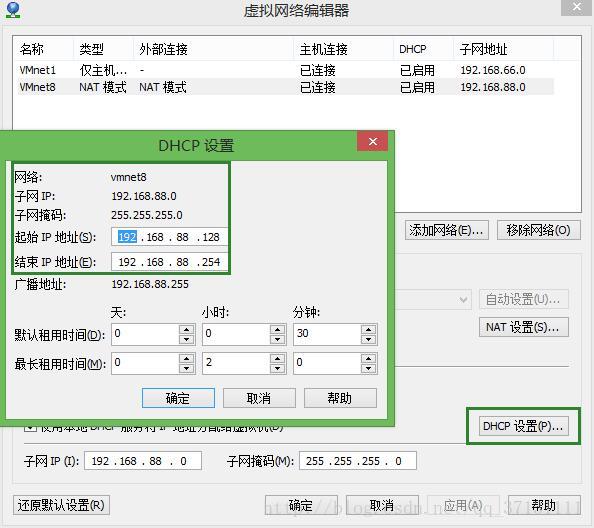 虚拟网络编辑器
名称 类型 外部连接 主机连接 DHCP 子网地址
VMnet1 仅主机... - 已连接 已启用 192.168.66.0
VMnet8 NAT 模式 NAT 模式 已连接 已启用 192.168.88.0
DHCP 设置
网络: vmnet8
子网 IP: 192.168.88.0
子网掩码: 255.255.255.0
起始 IP 地址(S): 192 .168 . 88 .128
结束 IP 地址(E): 192 .168 . 88 .254
广播地址: 192.168.88.255
天: 小时: 分钟:
默认租用时间(D): 0 0 30
最长租用时间(M): 0 2 0
确定 取消 帮助
添加网络(E)... 移除网络(O)
自动设置(U)...
NAT 设置(S)...
使用本地 DHCP 服务将 IP 地址分配给虚拟机(D)
DHCP 设置(P)...
子网 IP (I): 192 .168 . 88 . 0 子网掩码(M): 255 .255 .255 . 0
还原默认设置(R) 确定 取消 应用(A) 帮助